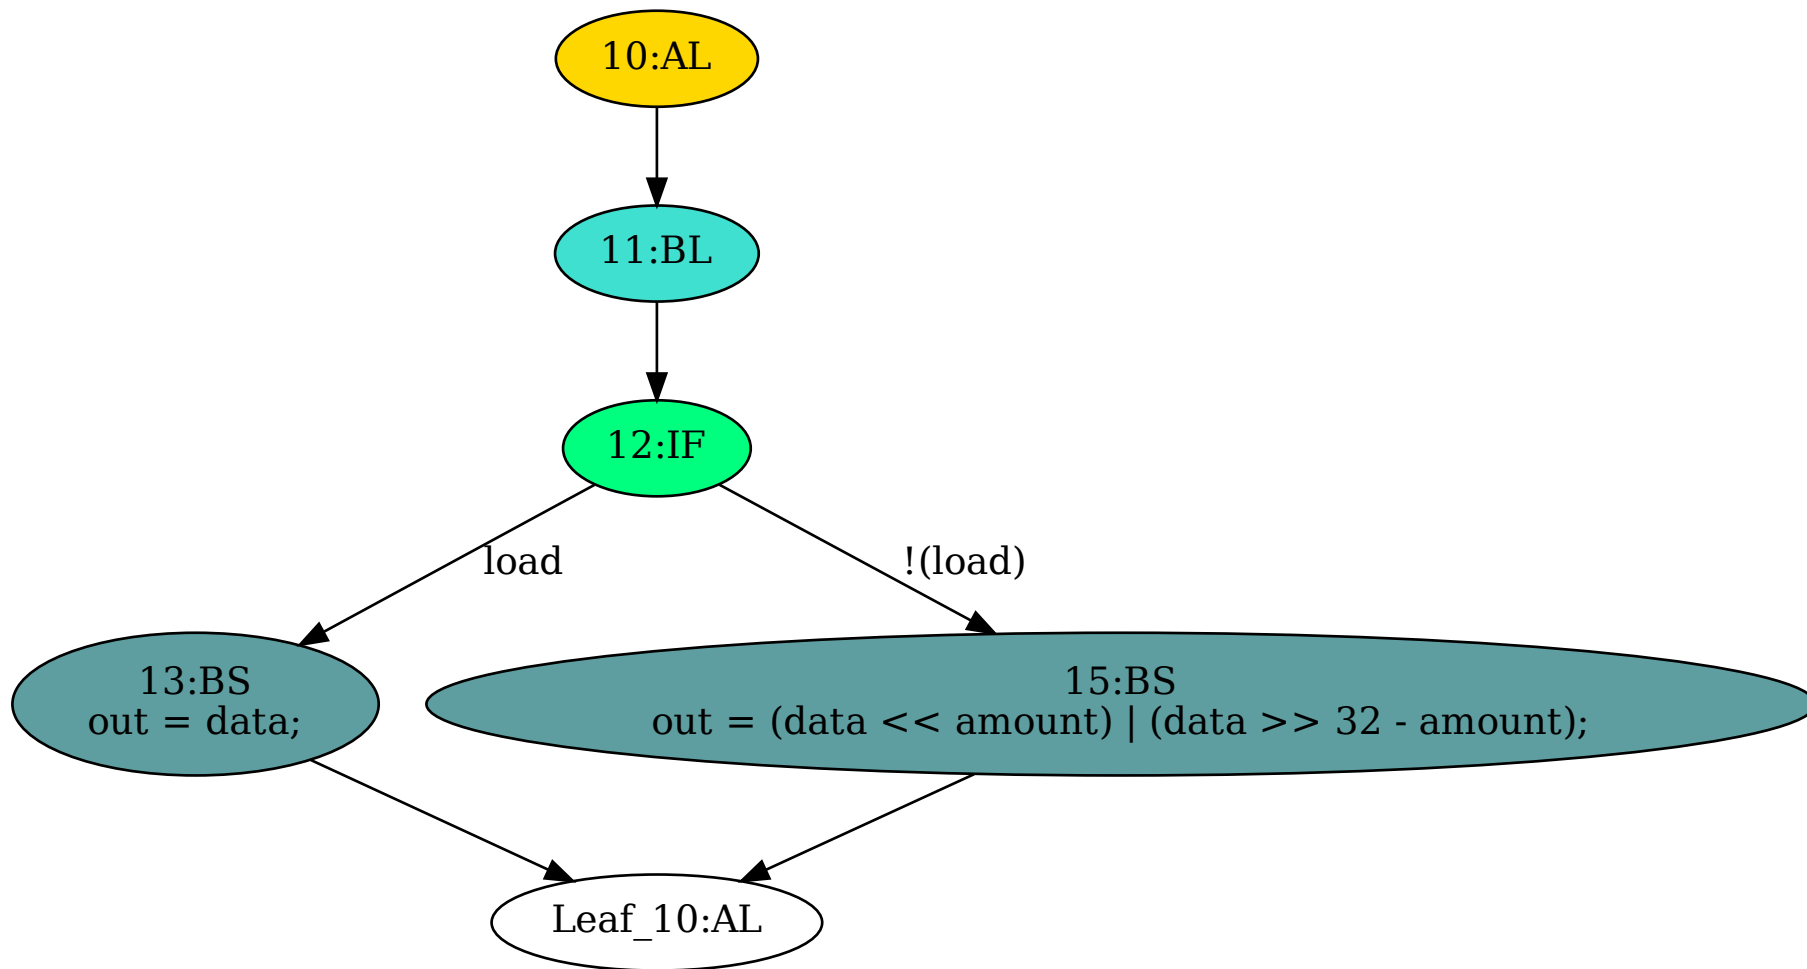 10:AL
11:BL
12:IF
load
!(load)
13:BS
out = data;
15:BS
out = (data << amount) | (data >> 32 - amount);
Leaf_10:AL